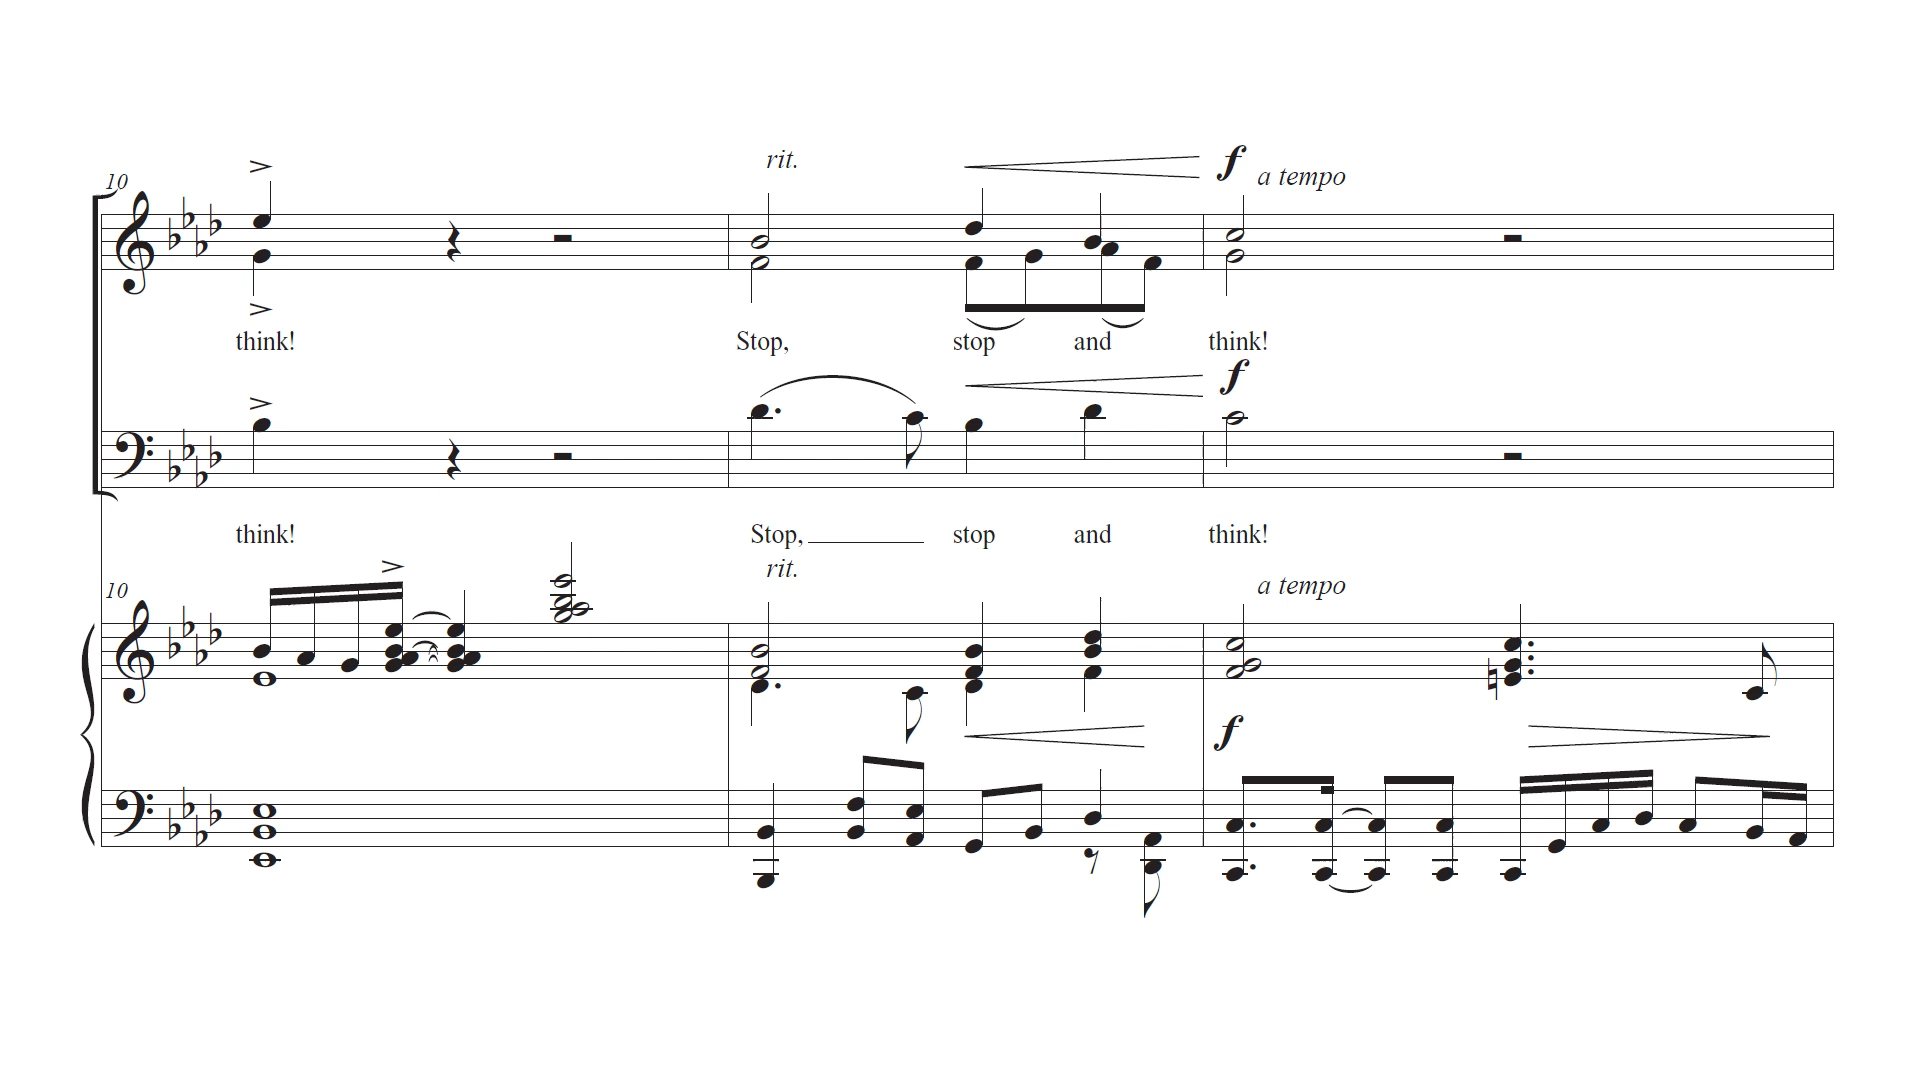 rit.
f a tempo
10
think! Stop, stop and think!
f
think! Stop, stop and think!
rit.
a tempo
10
f